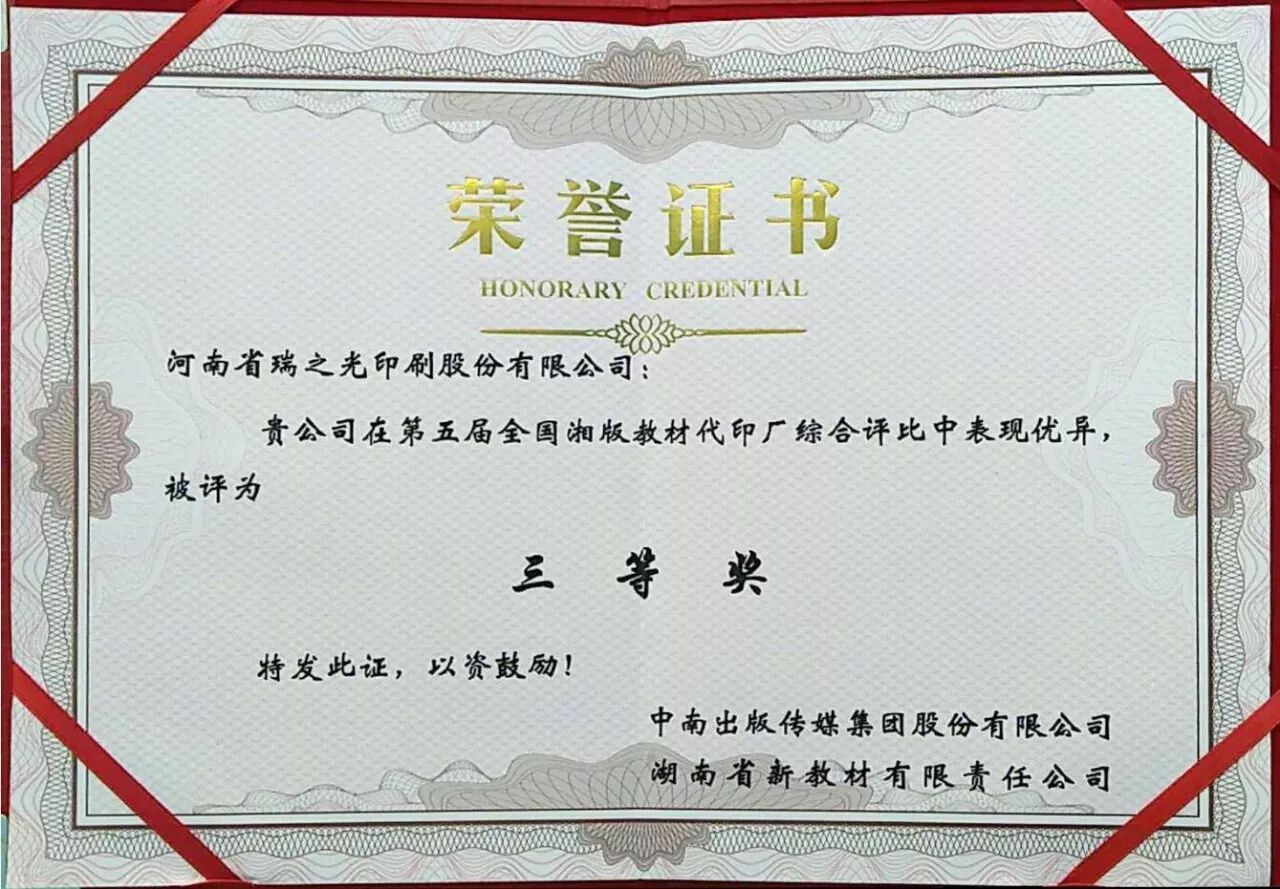 荣誉证书
HONORARY CREDENTIAL
河南省瑞之光印刷股份有限公司：
贵公司在第五届全国湘版教材代印厂综合评比中表现优异，
被评为
三等奖
特发此证，以资鼓励！
中南出版传媒集团股份有限公司
湖南省新教材有限责任公司